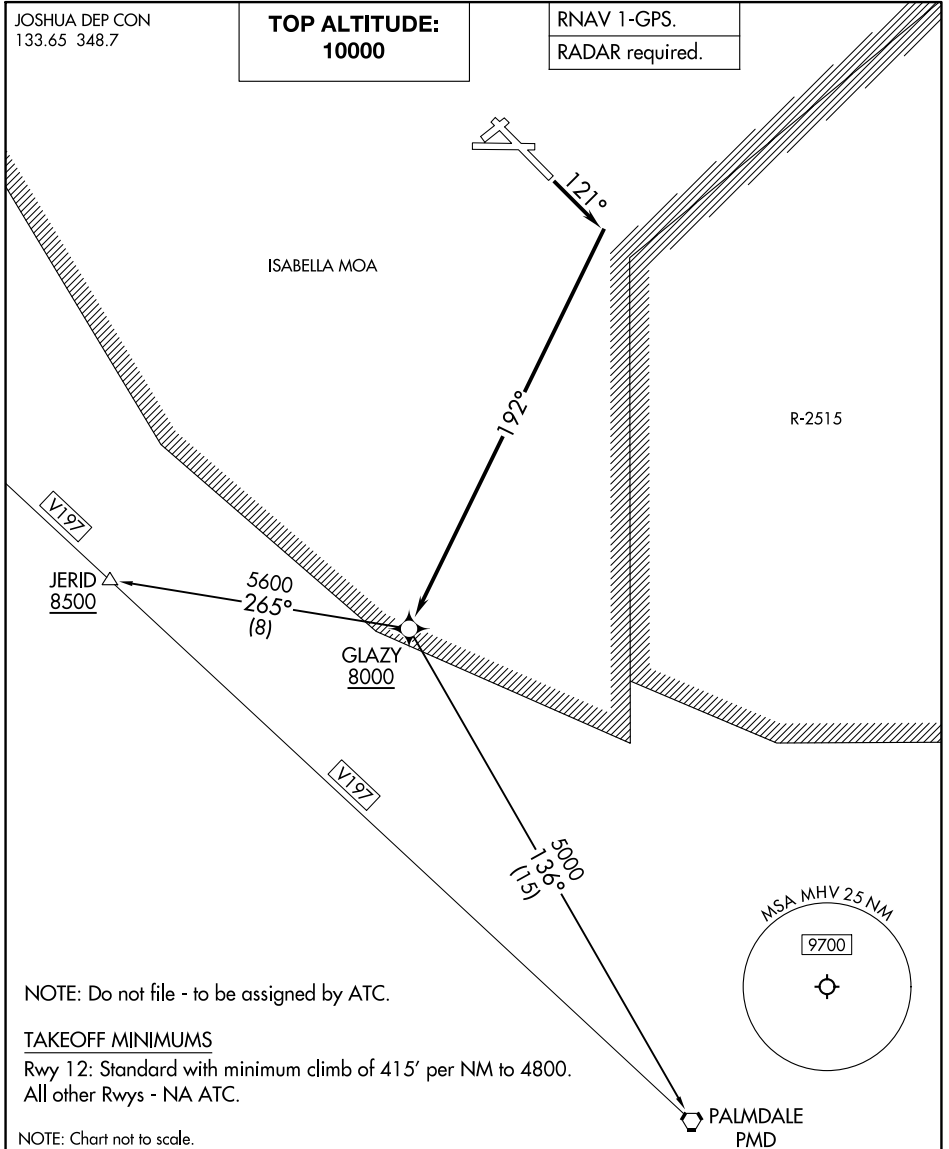 JOSHUA DEP CON
133.65 348.7
TOP ALTITUDE:
10000
RNAV 1-GPS.
RADAR required.
121°
ISABELLA MOA
192°
R-2515
V197
JERID
8500
5600
265°
(8)
GLAZY
8000
V197
5000
136°
(15)
MSA MHV 25 NM
9700
NOTE: Do not file - to be assigned by ATC.
TAKEOFF MINIMUMS
Rwy 12: Standard with minimum climb of 415' per NM to 4800.
All other Rwys - NA ATC.
PALMDALE
PMD
NOTE: Chart not to scale.